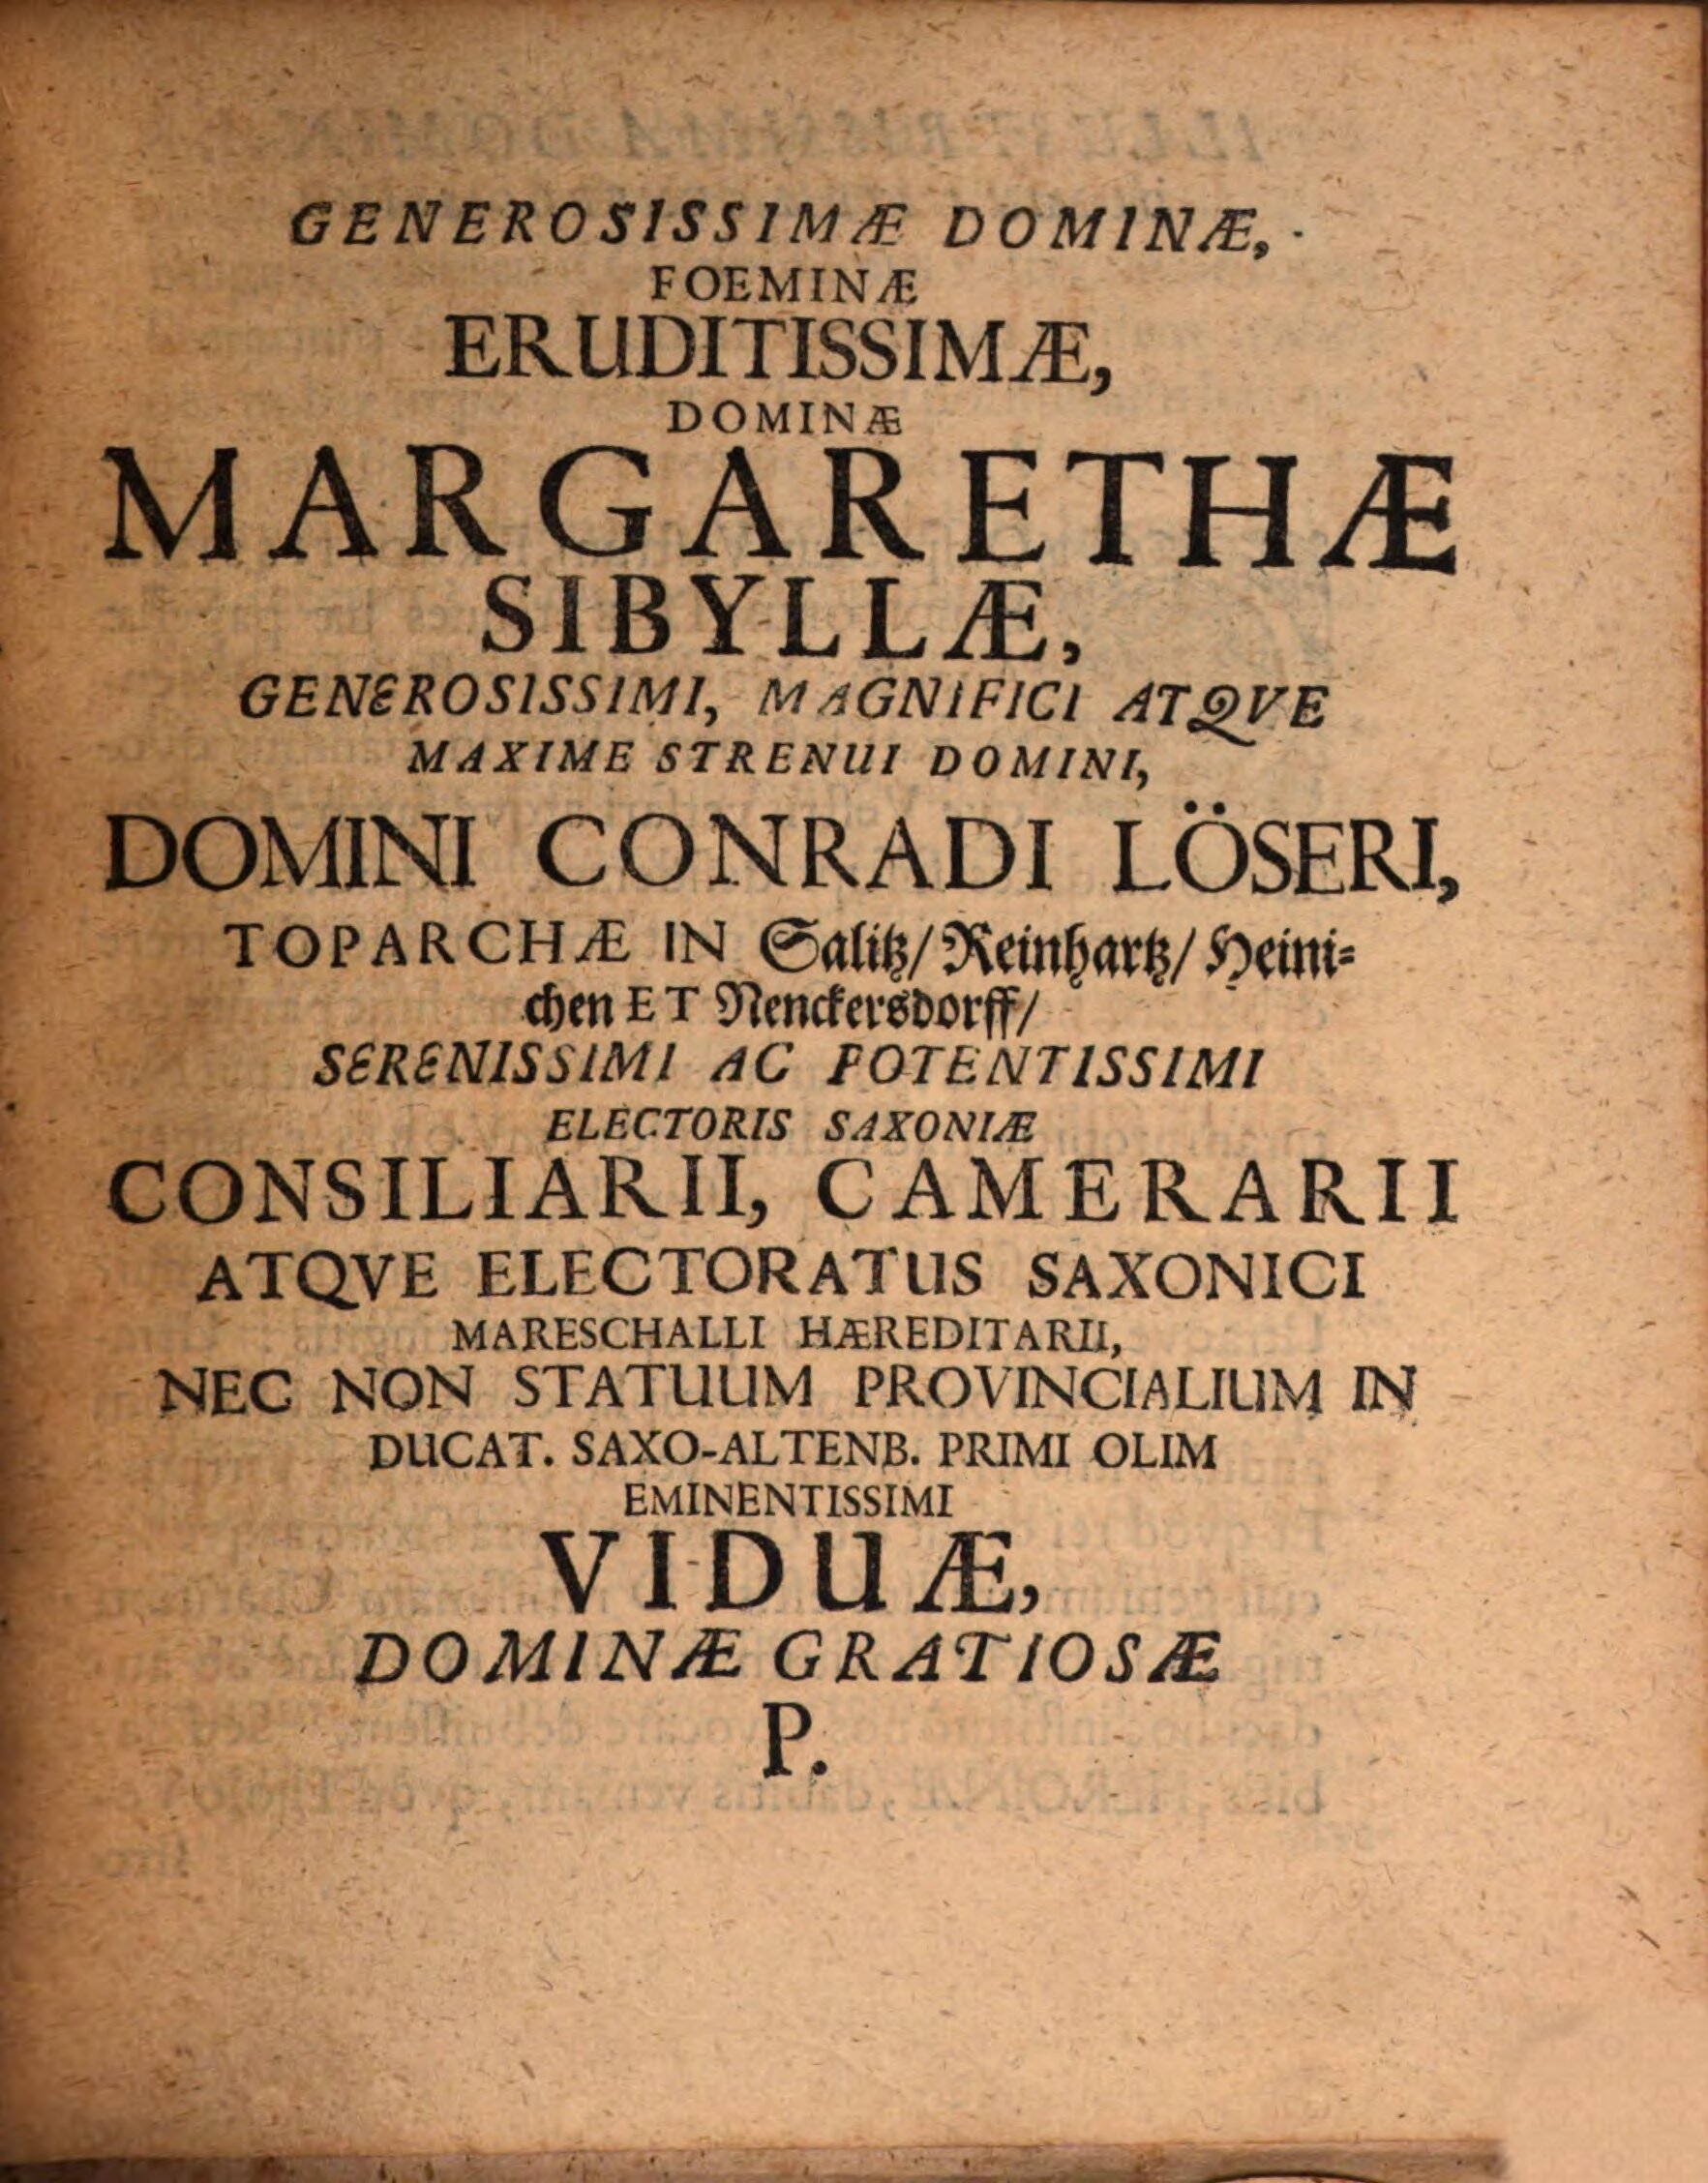 GENEROSISSIMÆ DOMINÆ,
FOEMINÆ
ERUDITISSIMÆ,
DOMINÆ
MARGARETHÆ
SIBYLLÆ,
GENEROSISSIMI, MAGNIFICI ATQVE
MAXIME STRENUI DOMINI,
DOMINI CONRADI LÖSERI,
TOPARCHÆ IN Salitz/ Reinhartz/ Heini=
chen ET Nenckersdorff/
SERENISSIMI AC POTENTISSIMI
ELECTORIS SAXONIÆ
CONSILIARII, CAMERARII
ATQVE ELECTORATUS SAXONICI
MARESCHALLI HÆREDITARII,
NEC NON STATUUM PROVINCIALIUM IN
DUCAT. SAXO-ALTENB. PRIMI OLIM
EMINENTISSIMI
VIDUÆ,
DOMINÆ GRATIOSÆ
P.